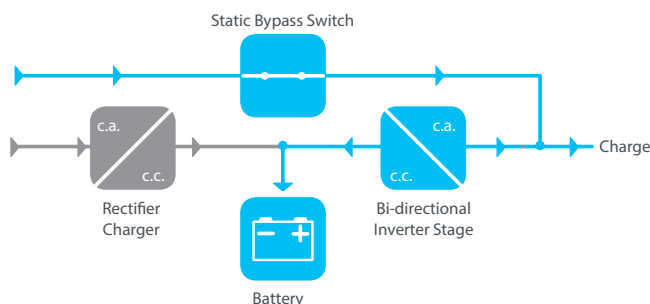 Static Bypass Switch
c.a.
c.c.
c.a.
c.c.
Charge
Rectifier
Charger
Bi-directional
Inverter Stage
Battery